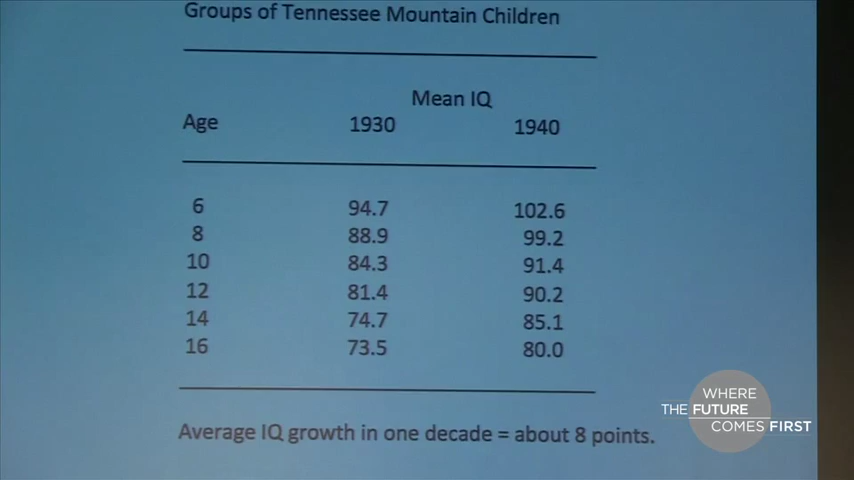 Groups of Tennessee Mountain Children
Mean IQ
Age 1930 1940
6 94.7 102.6
8 88.9 99.2
10 84.3 91.4
12 81.4 90.2
14 74.7 85.1
16 73.5 80.0
Average IQ growth in one decade = about 8 points.
WHERE
THE FUTURE
COMES FIRST